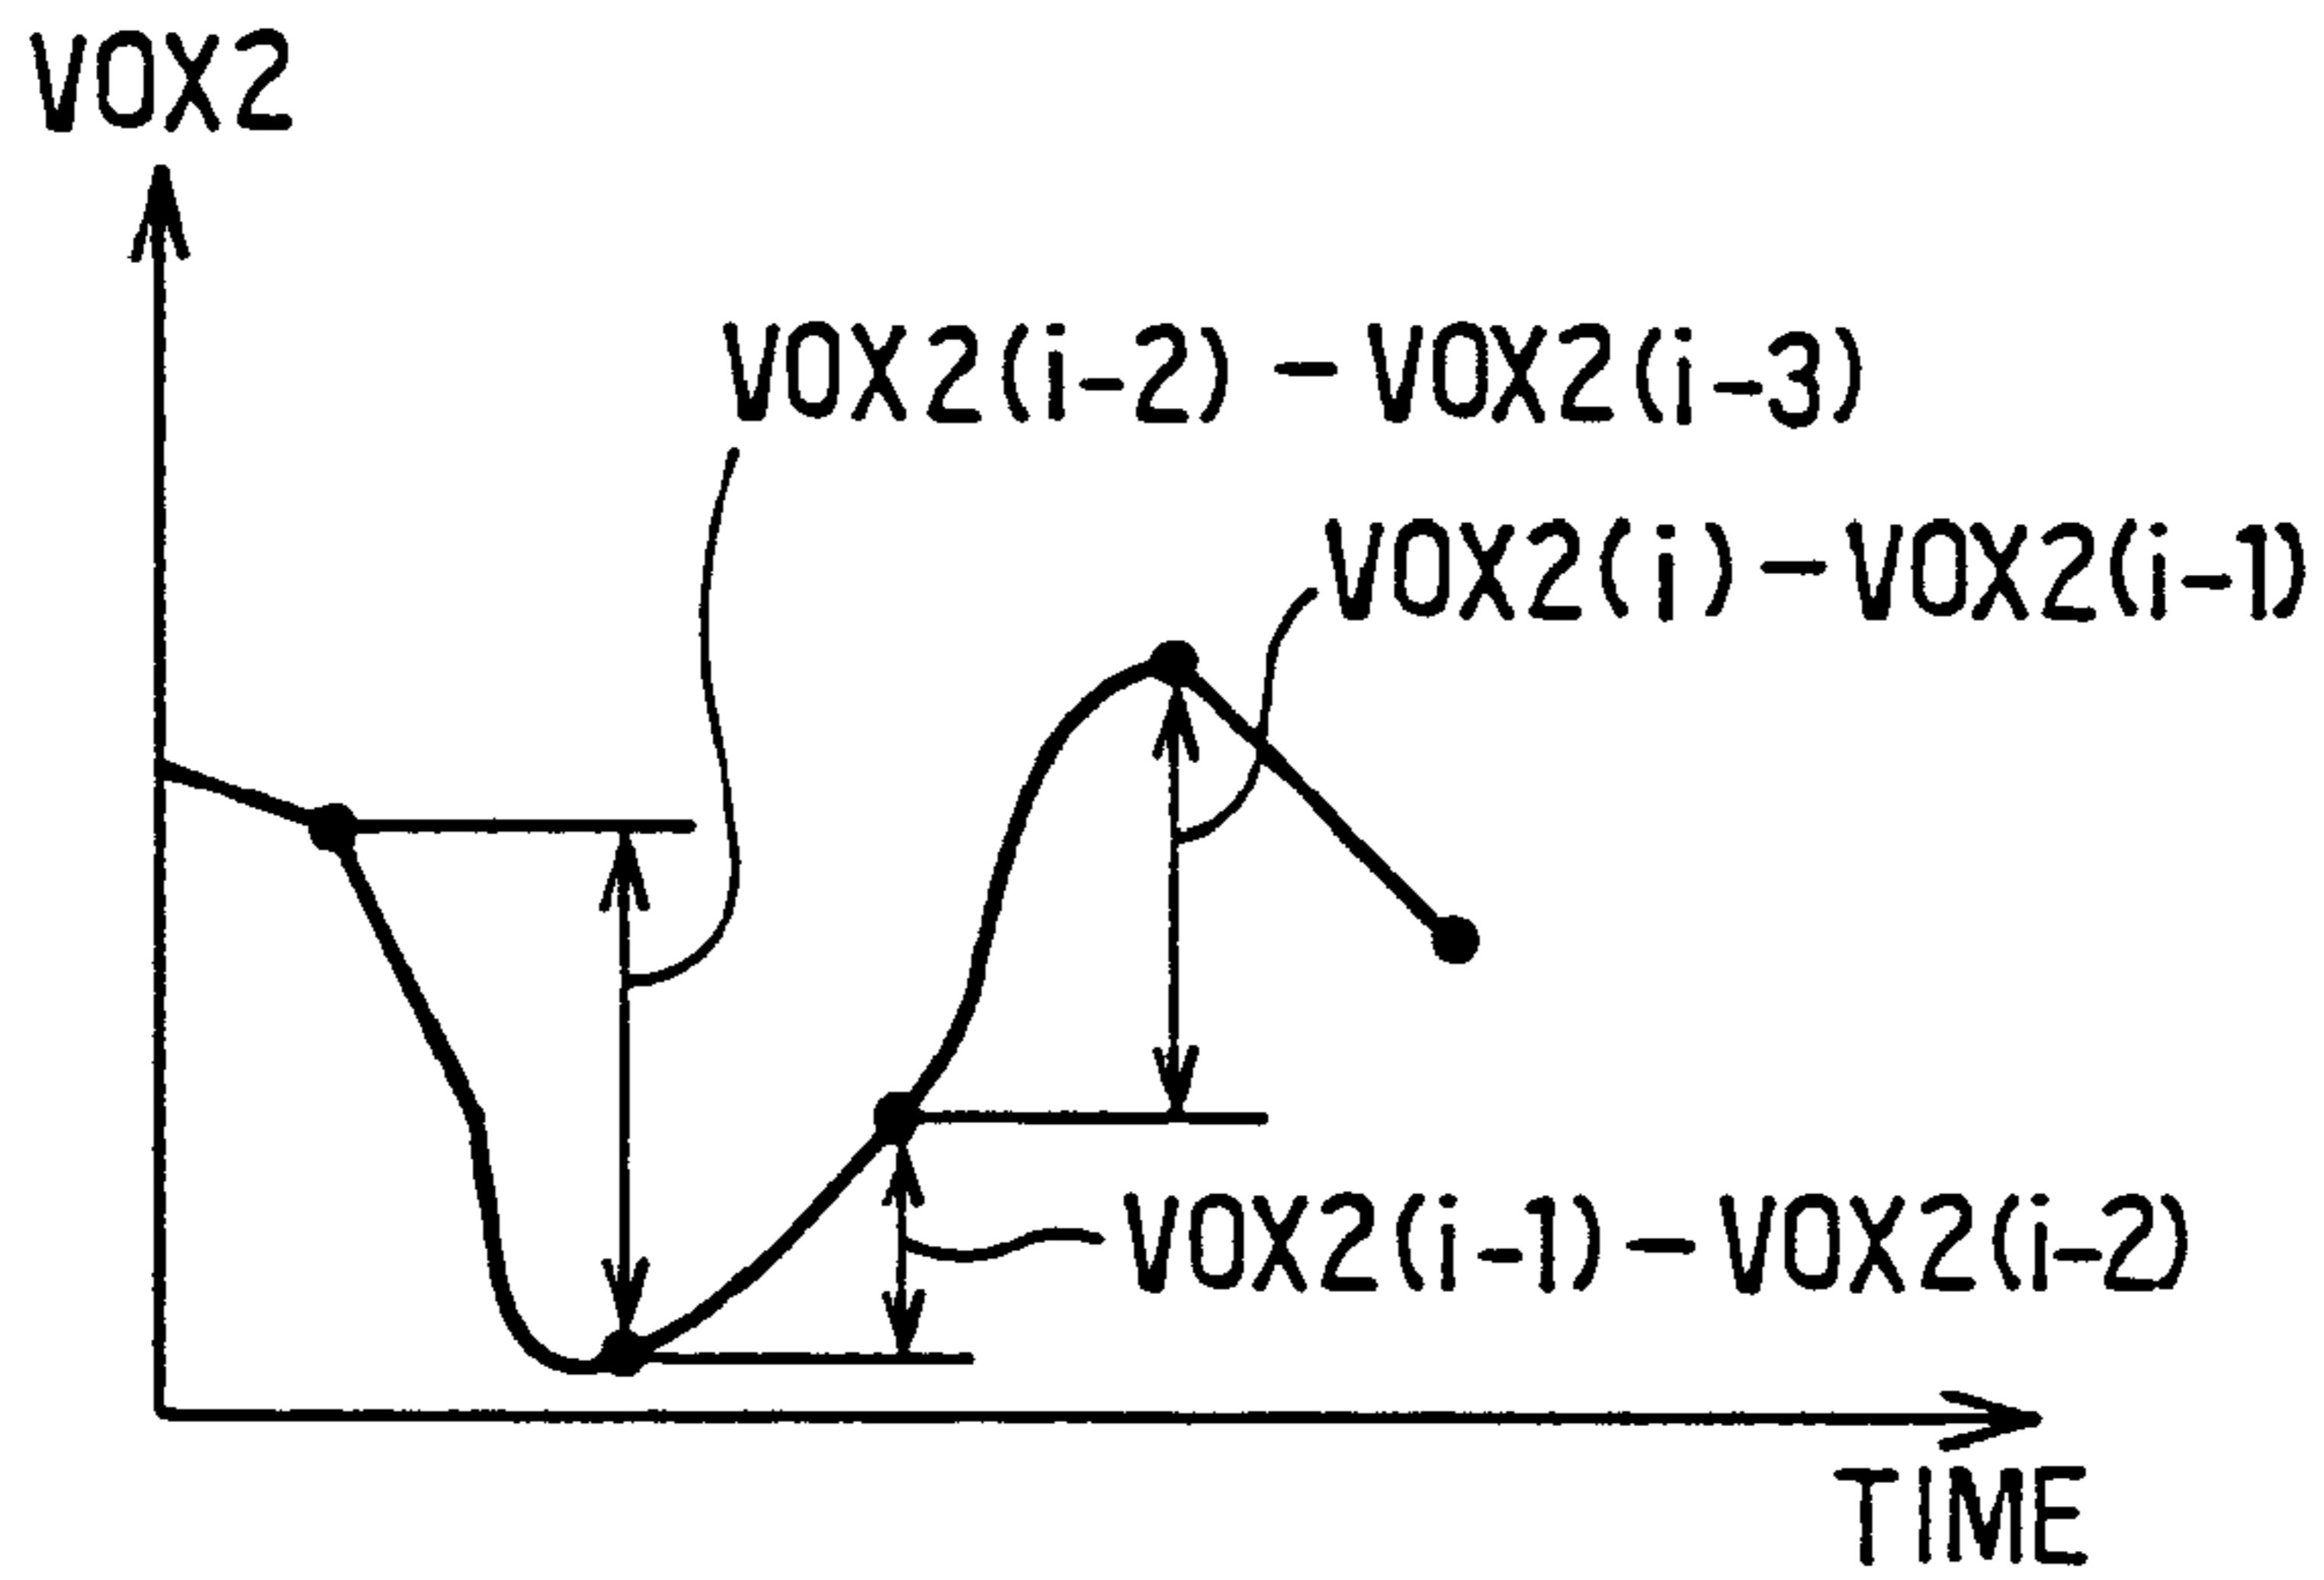 VOX2
VOX2(i-2) - VOX2(i-3)
VOX2(i) - VOX2(i-1)
VOX2(i-1) - VOX2(i-2)
TIME